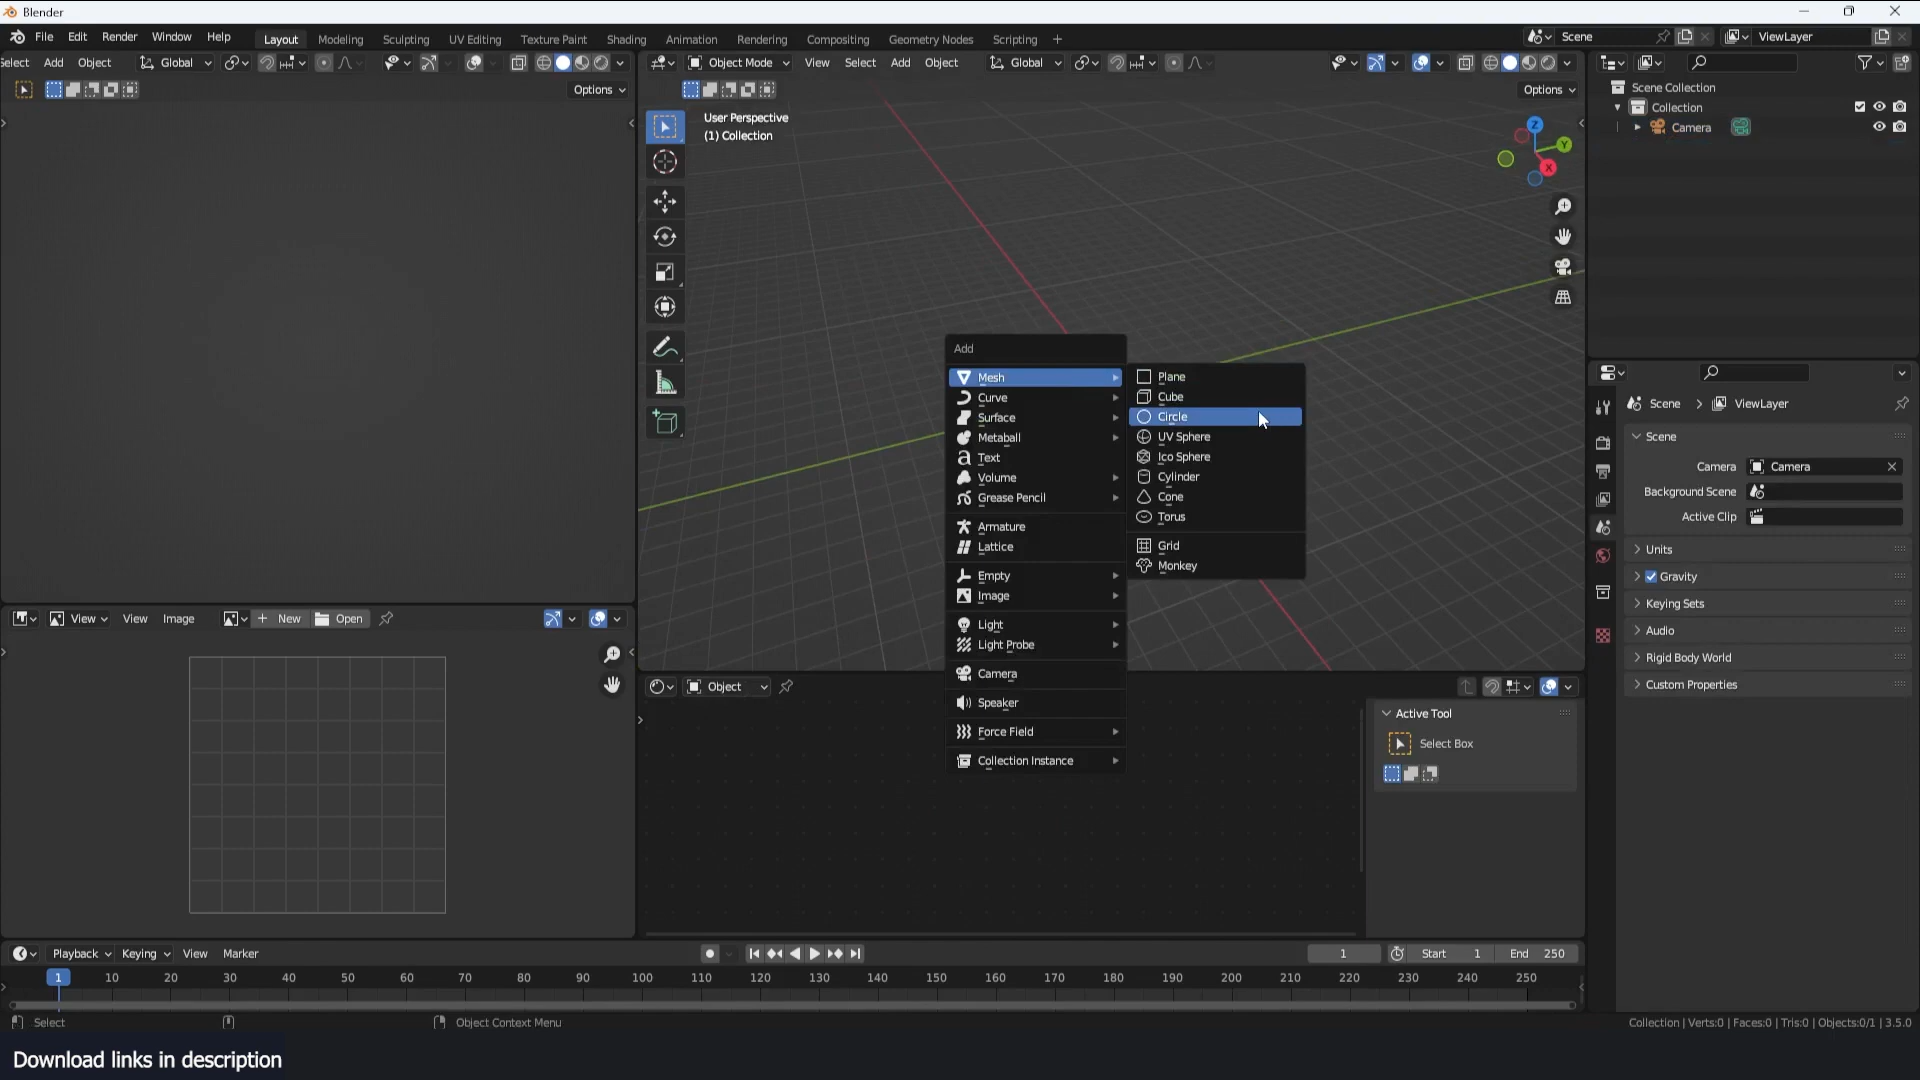 Blender
File Edit Render Window Help Layout Modeling Sculpting UV Editing Texture Paint Shading Animation Rendering Compositing Geometry Nodes Scripting + Scene ViewLayer
Select Add Object Global
Options
Object Mode View Select Add Object Global
Options
User Perspective
(1) Collection
Z
Y
X
Scene Collection
Collection
Camera
Add
Mesh
Curve
Surface
Metaball
Text
Volume
Grease Pencil
Armature
Lattice
Empty
Image
Light
Light Probe
Camera
Speaker
Force Field
Collection Instance
Plane
Cube
Circle
UV Sphere
Ico Sphere
Cylinder
Cone
Torus
Grid
Monkey
Scene > ViewLayer
Scene
Camera Camera
Background Scene
Active Clip
Units
Gravity
Keying Sets
Audio
Rigid Body World
Custom Properties
View View Image + New Open
Object
Active Tool
Select Box
Playback Keying View Marker 1 Start 1 End 250
1 10 20 30 40 50 60 70 80 90 100 110 120 130 140 150 160 170 180 190 200 210 220 230 240 250
Select Object Context Menu Collection | Verts:0 | Faces:0 | Tris:0 | Objects:0/1 | 3.5.0
Download links in description